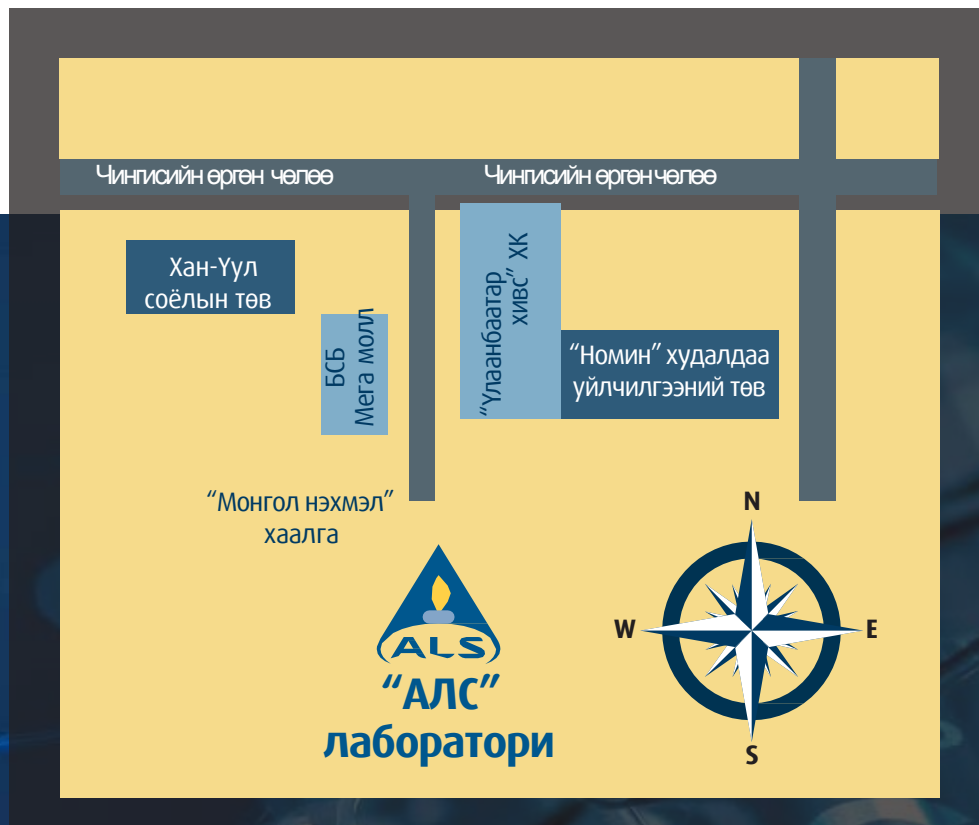 Чингисийн өргөн чөлөө
Чингисийн өргөн чөлөө
Хан-Уул
соёлын төв
БСБ
Мега молл
“Улаанбаатар
хивс” ХК
“Номин” худалдаа
уйлчилгээний төв
“Монгол нэхмэл”
хаалга
ALS
“АЛС”
лаборатори
N
W
E
S